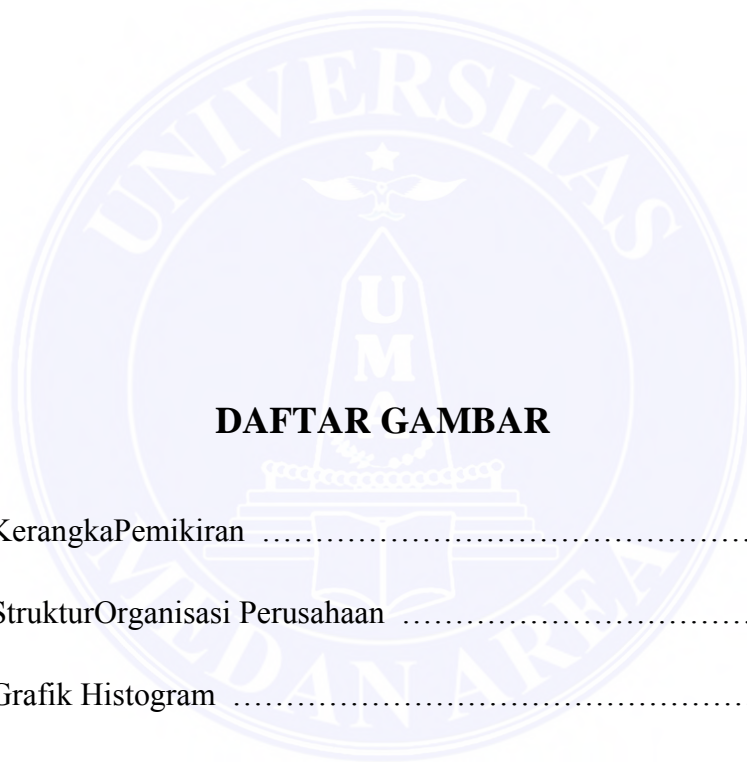 UNIVERSITAS
U
M
A
DAFTAR GAMBAR
KerangkaPemikiran ……………………………………….
StrukturOrganisasi Perusahaan …………………………….
Grafik Histogram ………………………………………….
MEDAN AREA